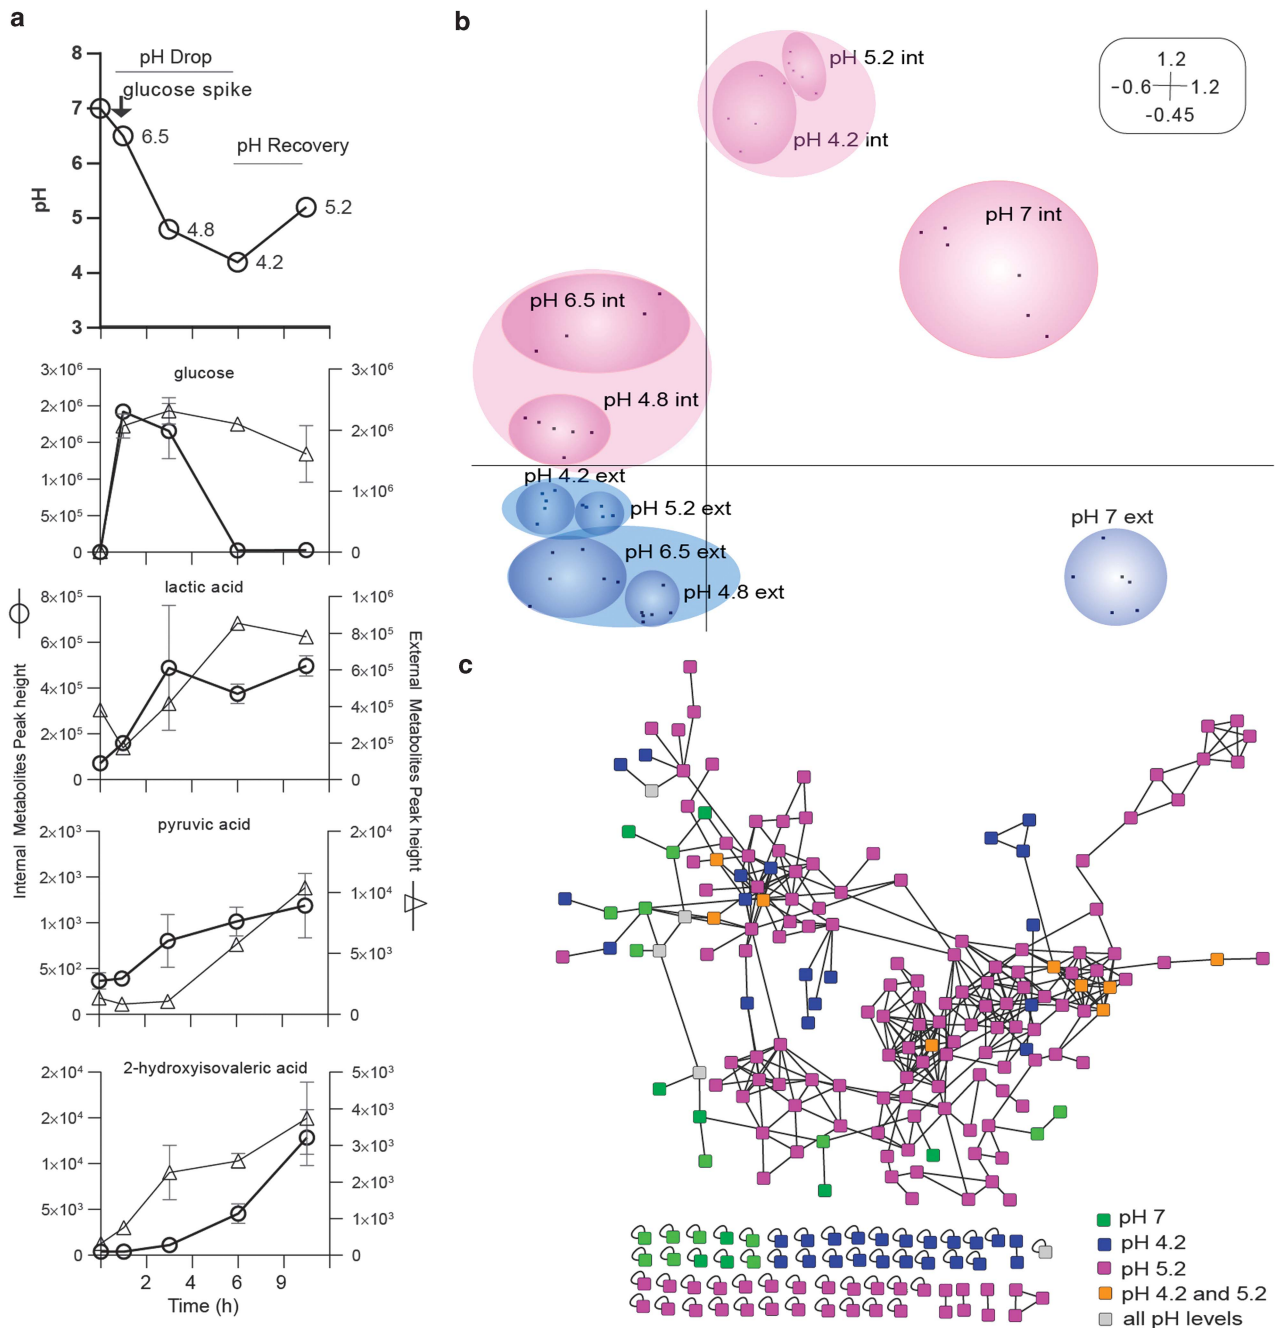 a
8
7
6
5
4
3
pH
pH Drop
glucose spike
6.5
pH Recovery
4.8
4.2
5.2
glucose
3×10⁶
2×10⁶
2×10⁶
1×10⁶
5×10⁵
0
3×10⁶
2×10⁶
1×10⁶
0
lactic acid
8×10⁵
6×10⁵
4×10⁵
2×10⁵
0
1×10⁶
8×10⁵
6×10⁵
4×10⁵
2×10⁵
0
pyruvic acid
2×10³
2×10³
1×10³
5×10²
0
2×10⁴
1×10⁴
5×10³
0
2-hydroxyisovaleric acid
2×10⁴
2×10⁴
1×10⁴
5×10³
0
5×10³
4×10³
3×10³
2×10³
1×10³
0
2
4
6
9
Time (h)
Internal Metabolites Peak height
External Metabolites Peak height
b
pH 5.2 int
pH 4.2 int
1.2
-0.6
1.2
-0.45
pH 7 int
pH 6.5 int
pH 4.8 int
pH 4.2 ext
pH 5.2 ext
pH 6.5 ext
pH 4.8 ext
pH 7 ext
c
pH 7
pH 4.2
pH 5.2
pH 4.2 and 5.2
all pH levels